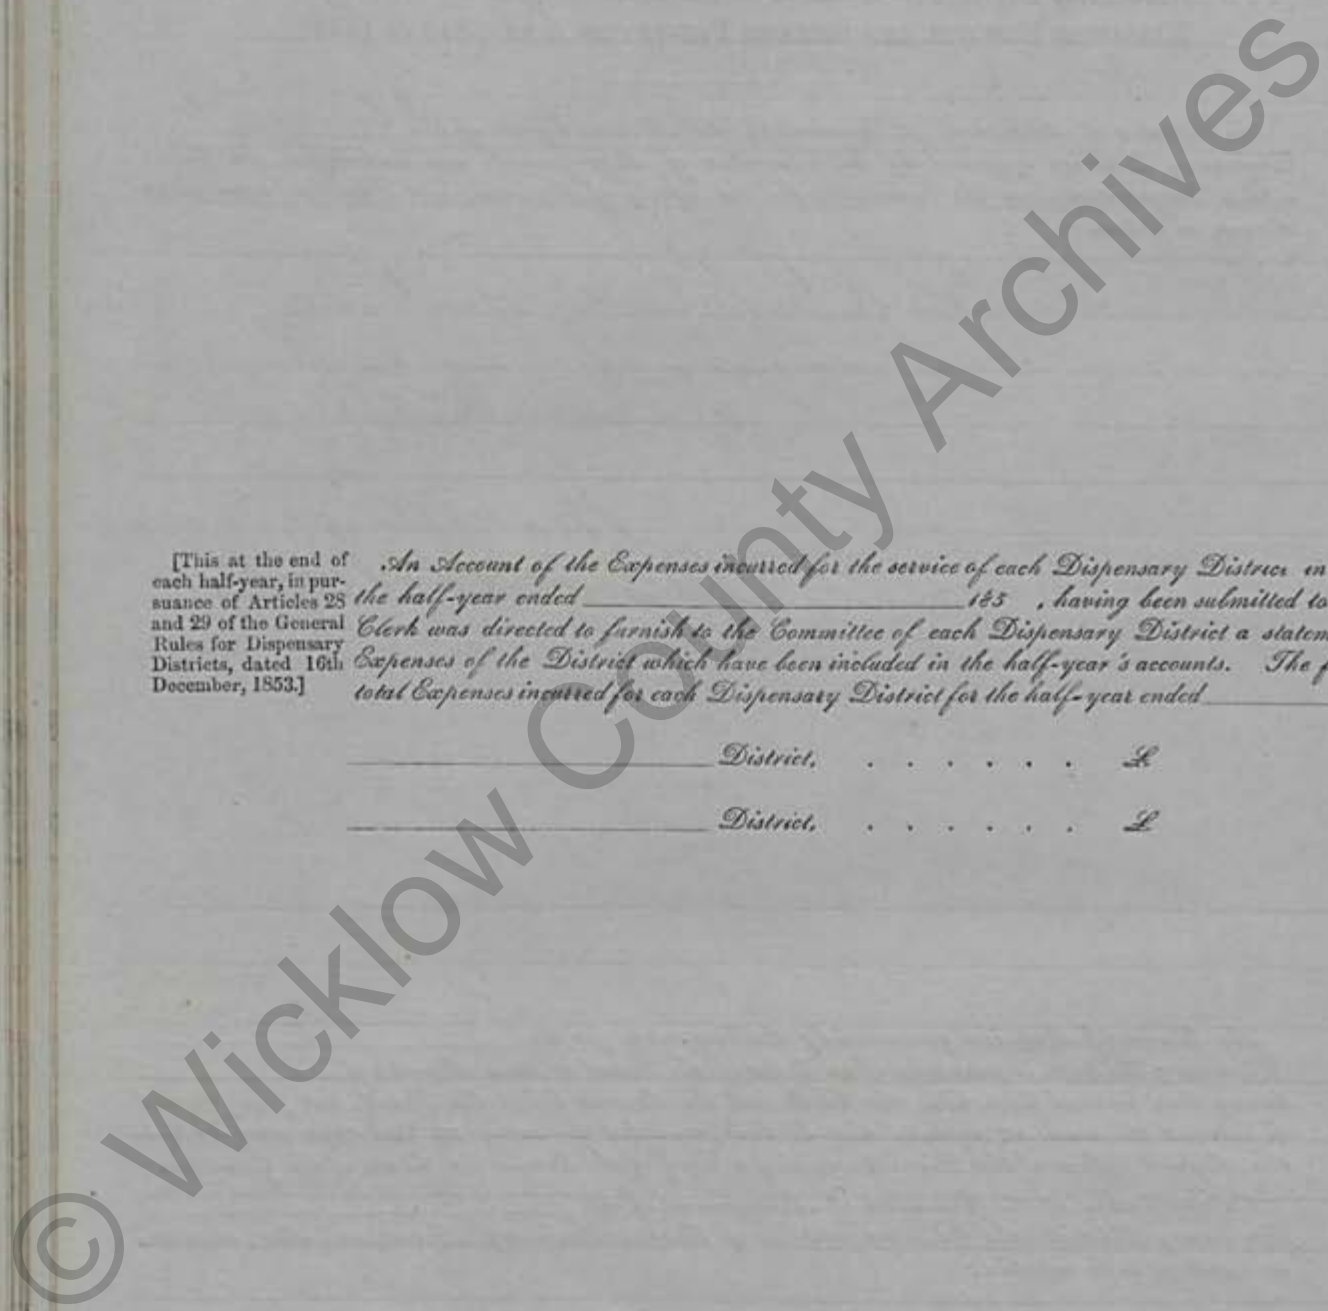 [This at the end of
each half-year, in pur-
suance of Articles 28
and 29 of the General
Rules for Dispensary
Districts, dated 16th
December, 1853.]
An Account of the Expenses incurred for the service of each Dispensary District in
the half-year ended ______ 185 , having been submitted to
Clerk was directed to furnish to the Committee of each Dispensary District a statem
Expenses of the District which have been included in the half-year's accounts. The f
total Expenses incurred for each Dispensary District for the half-year ended ______
______ District, . . . . . . £
______ District, . . . . . . £
© Wicklow County Archives